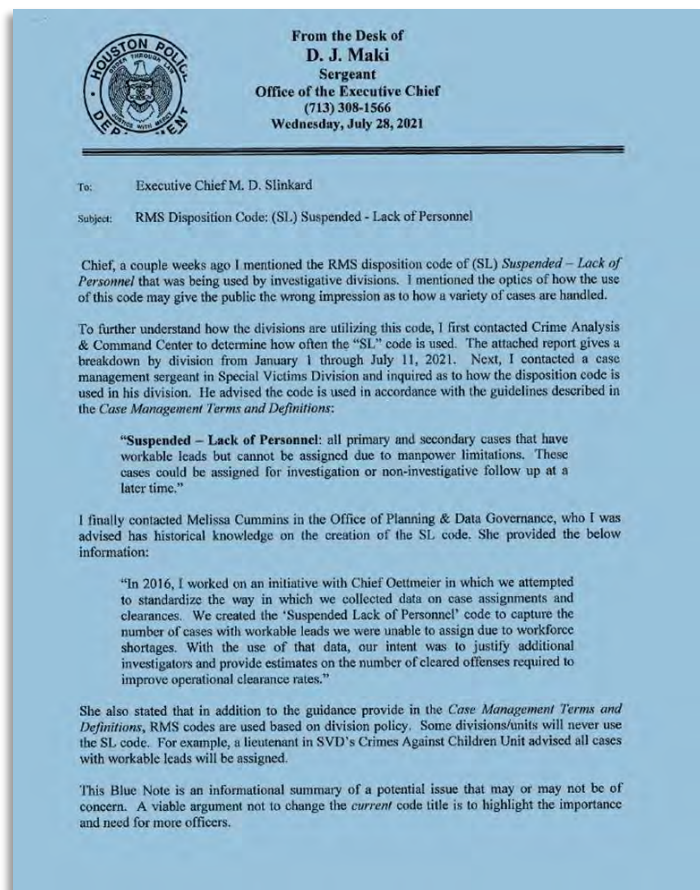 HOUSTON POLICE
ORDER THROUGH LAW
JUSTICE WITH MERCY
DEPARTMENT
From the Desk of
D. J. Maki
Sergeant
Office of the Executive Chief
(713) 308-1566
Wednesday, July 28, 2021
To: Executive Chief M. D. Slinkard
Subject: RMS Disposition Code: (SL) Suspended - Lack of Personnel
Chief, a couple weeks ago I mentioned the RMS disposition code of (SL) Suspended – Lack of
Personnel that was being used by investigative divisions. I mentioned the optics of how the use
of this code may give the public the wrong impression as to how a variety of cases are handled.
To further understand how the divisions are utilizing this code, I first contacted Crime Analysis
& Command Center to determine how often the “SL” code is used. The attached report gives a
breakdown by division from January 1 through July 11, 2021. Next, I contacted a case
management sergeant in Special Victims Division and inquired as to how the disposition code is
used in his division. He advised the code is used in accordance with the guidelines described in
the Case Management Terms and Definitions:
“Suspended – Lack of Personnel: all primary and secondary cases that have
workable leads but cannot be assigned due to manpower limitations. These
cases could be assigned for investigation or non-investigative follow up at a
later time.”
I finally contacted Melissa Cummins in the Office of Planning & Data Governance, who I was
advised has historical knowledge on the creation of the SL code. She provided the below
information:
“In 2016, I worked on an initiative with Chief Oettmeier in which we attempted
to standardize the way in which we collected data on case assignments and
clearances. We created the ‘Suspended Lack of Personnel’ code to capture the
number of cases with workable leads we were unable to assign due to workforce
shortages. With the use of that data, our intent was to justify additional
investigators and provide estimates on the number of cleared offenses required to
improve operational clearance rates.”
She also stated that in addition to the guidance provide in the Case Management Terms and
Definitions, RMS codes are used based on division policy. Some divisions/units will never use
the SL code. For example, a lieutenant in SVD’s Crimes Against Children Unit advised all cases
with workable leads will be assigned.
This Blue Note is an informational summary of a potential issue that may or may not be of
concern. A viable argument not to change the current code title is to highlight the importance
and need for more officers.